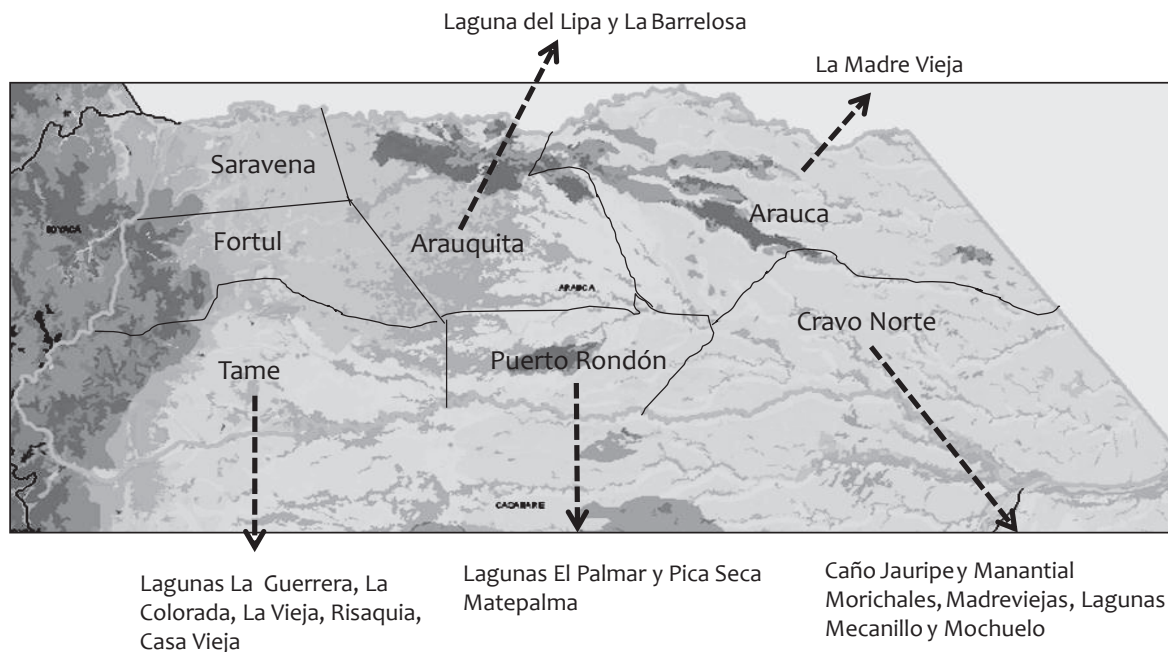 Laguna del Lipa y La Barrelosa
La Madre Vieja
Saravena
BOYACA
Fortul
Arauquita
Arauca
ARAUCA
Cravo Norte
Tame
Puerto Rondón
CACANARE
Lagunas La Guerrera, La
Colorada, La Vieja, Risaquia,
Casa Vieja
Lagunas El Palmar y Pica Seca
Matepalma
Caño Jauripe y Manantial
Morichales, Madreviejas, Lagunas
Mecanillo y Mochuelo